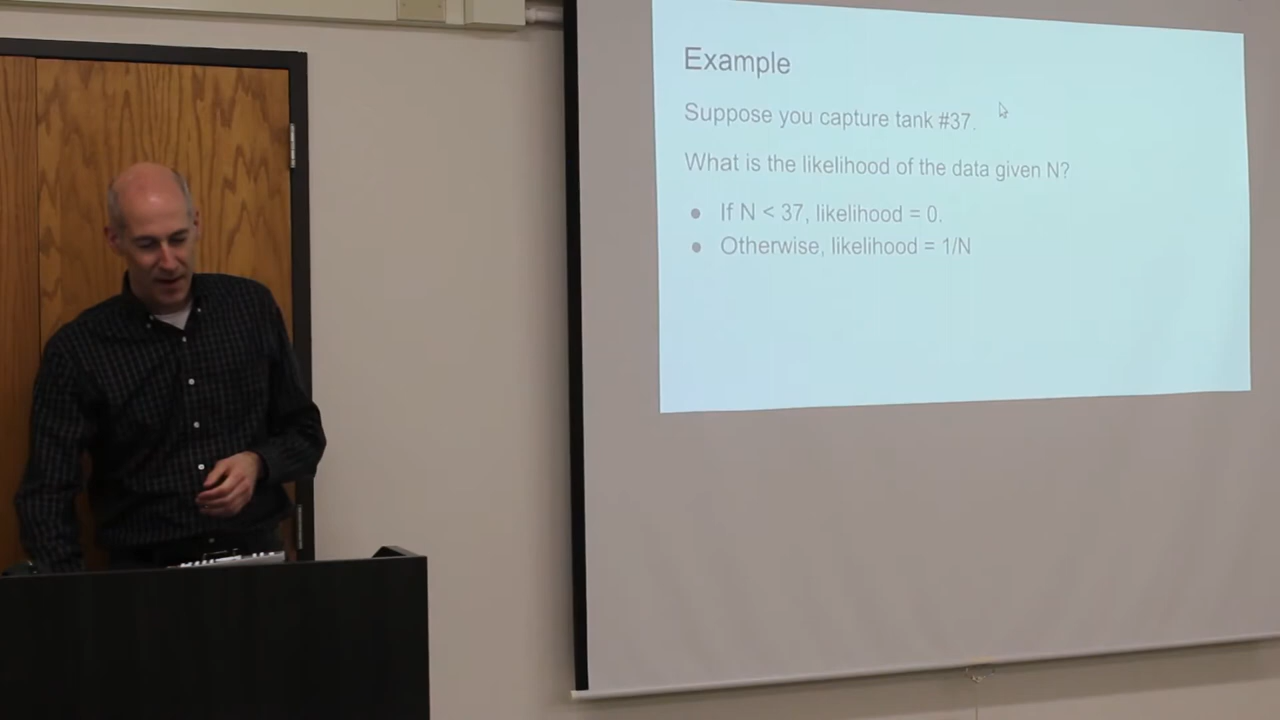 Example
Suppose you capture tank #37.
What is the likelihood of the data given N?
● If N < 37, likelihood = 0.
● Otherwise, likelihood = 1/N